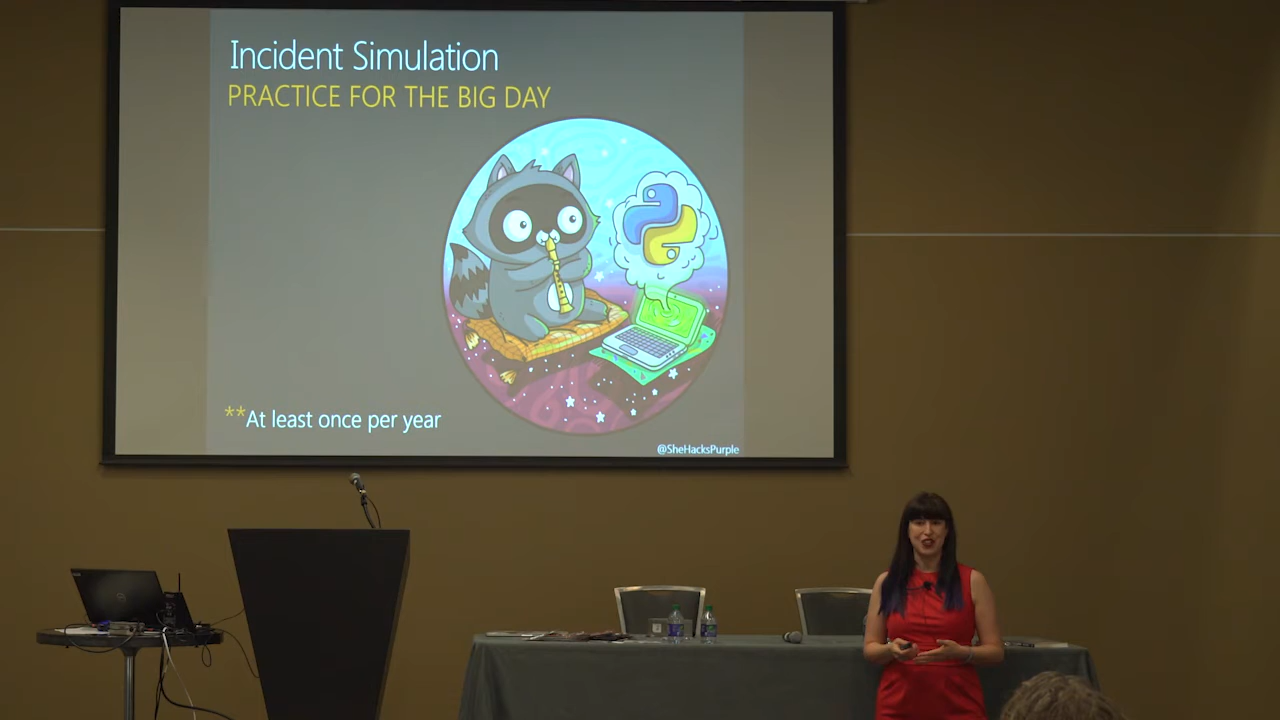 Incident Simulation
PRACTICE FOR THE BIG DAY
**At least once per year
@SheHacksPurple